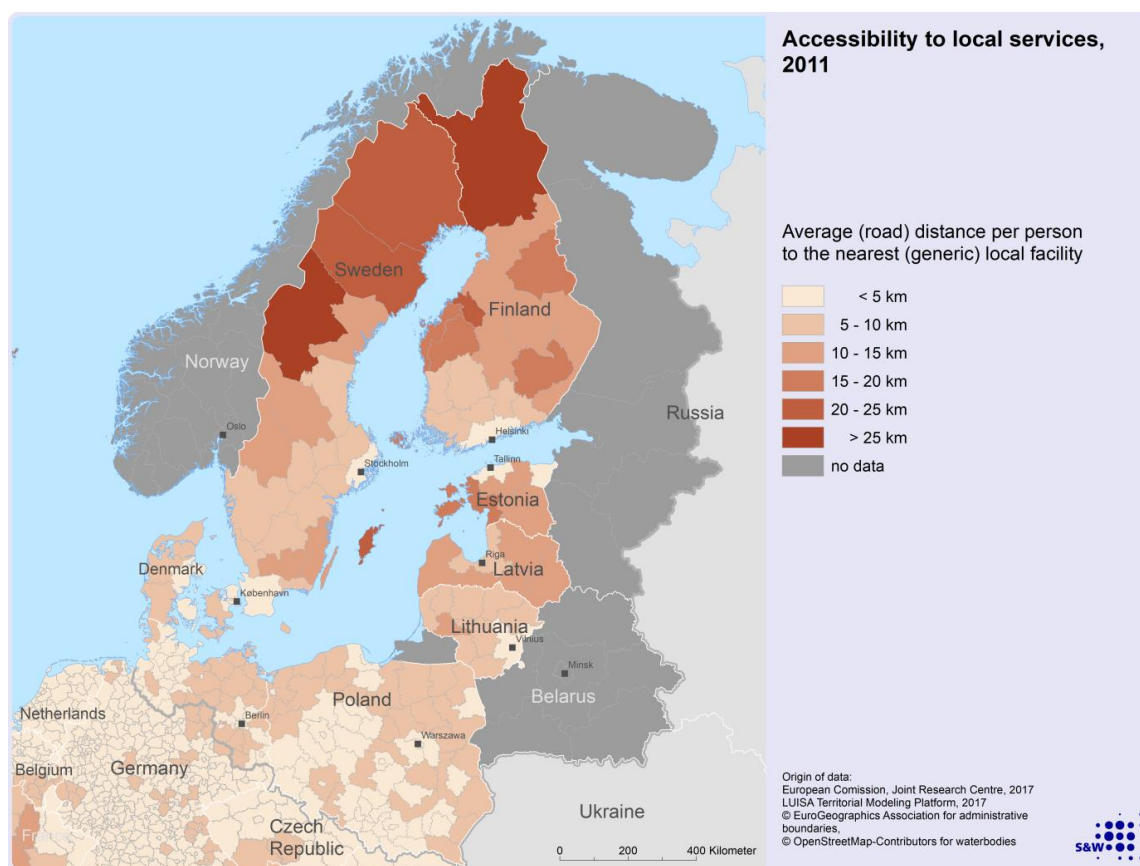 Accessibility to local services,
2011
Average (road) distance per person
to the nearest (generic) local facility
< 5 km
5 - 10 km
10 - 15 km
15 - 20 km
20 - 25 km
> 25 km
no data
Sweden
Finland
Norway
Oslo
Russia
Helsinki
Stockholm
Tallinn
Estonia
Riga
Latvia
Denmark
København
Lithuania
Vilnius
Minsk
Belarus
Poland
Netherlands
Berlin
Warszawa
Belgium
Germany
Ukraine
France
Czech
Republic
0 200 400 Kilometer
Origin of data:
European Comission, Joint Research Centre, 2017
LUISA Territorial Modeling Platform, 2017
© EuroGeographics Association for administrative
boundaries,
© OpenStreetMap-Contributors for waterbodies
S&W